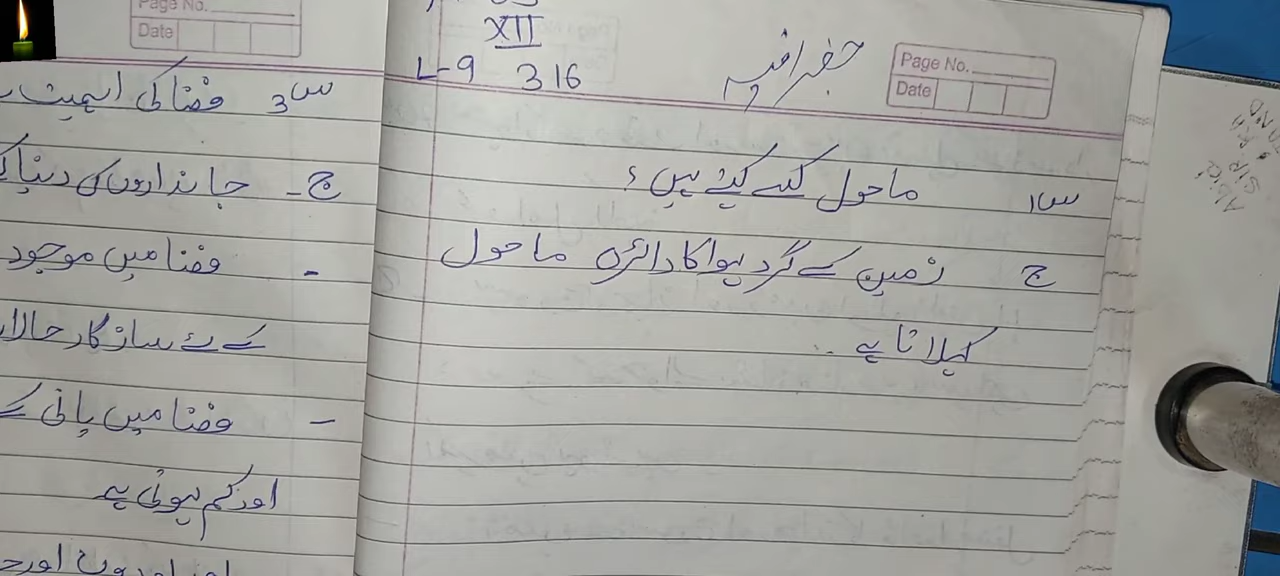 XII
L-9 316 جغرافیہ
Page No.
Date
س1 ماحول کسے کہتے ہیں؟
ج زمین کے گرد ہوا کا دائرہ ماحول
کہلاتا ہے
Page No.
Date
س3 فضا کی اہمیت
ج۔ جانداروں کی دنیا
- فضا میں موجود
کے لئے سازگار حالا
- فضا میں پانی کے
اور کم ہوتی ہے